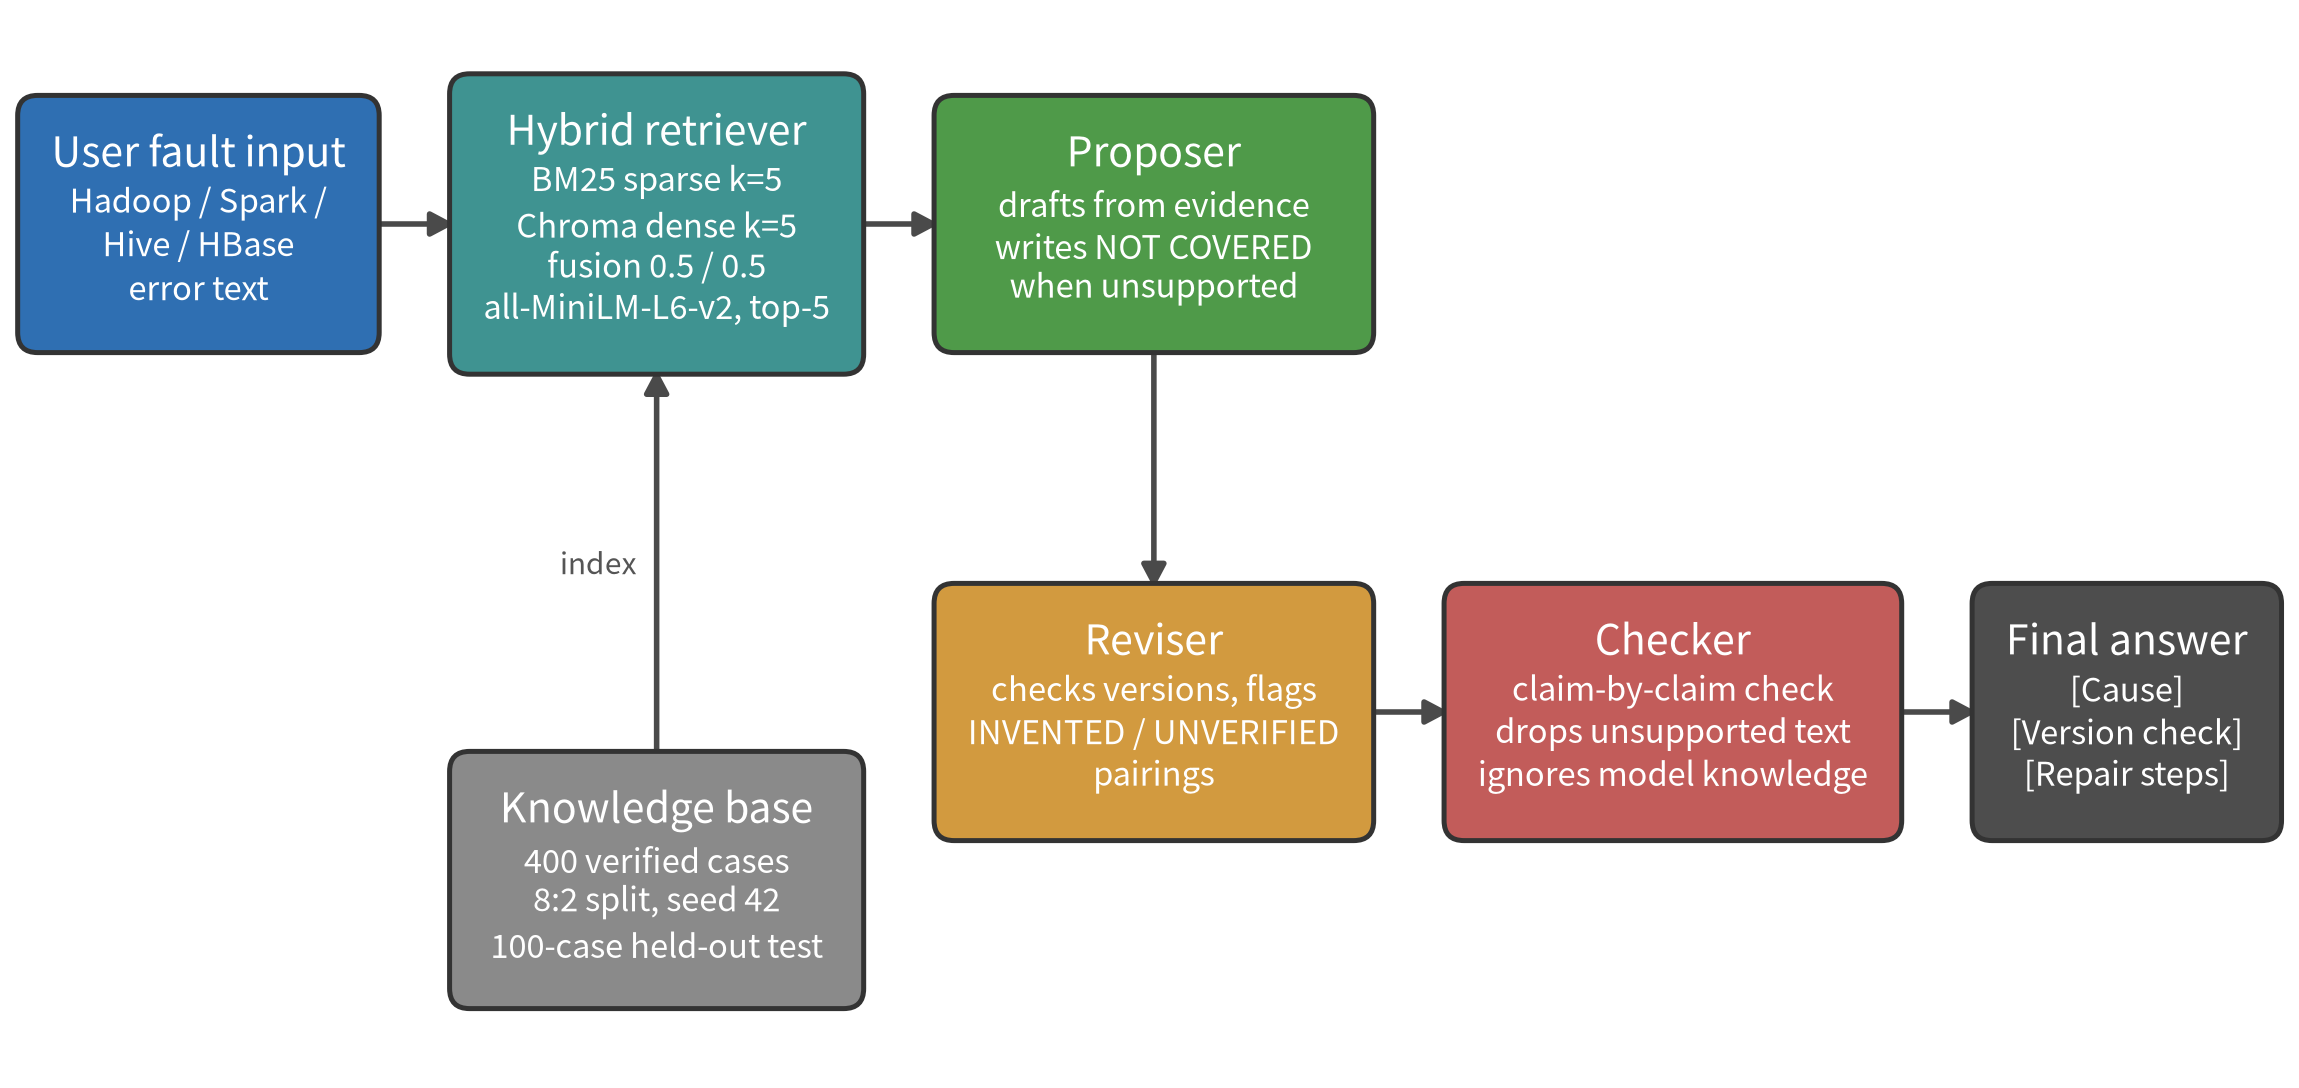 User fault input
Hadoop / Spark /
Hive / HBase
error text
Hybrid retriever
BM25 sparse k=5
Chroma dense k=5
fusion 0.5 / 0.5
all-MiniLM-L6-v2, top-5
Proposer
drafts from evidence
writes NOT COVERED
when unsupported
index
Knowledge base
400 verified cases
8:2 split, seed 42
100-case held-out test
Reviser
checks versions, flags
INVENTED / UNVERIFIED
pairings
Checker
claim-by-claim check
drops unsupported text
ignores model knowledge
Final answer
[Cause]
[Version check]
[Repair steps]